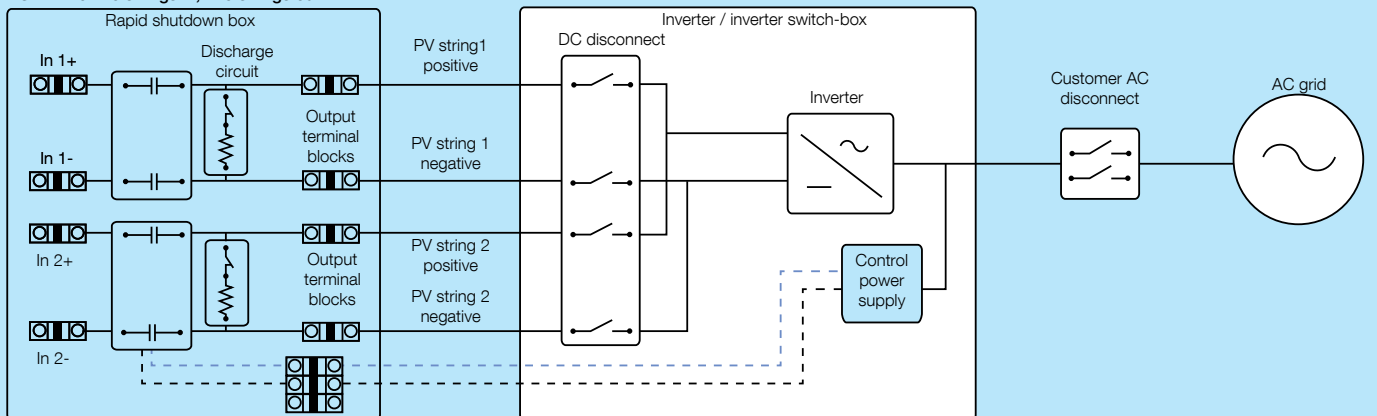 Rapid shutdown box
Inverter / inverter switch-box
In 1+
Discharge
circuit
PV string1
positive
DC disconnect
Output
terminal
blocks
In 1-
PV string 1
negative
Inverter
Customer AC
disconnect
AC grid
In 2+
Output
terminal
blocks
PV string 2
positive
PV string 2
negative
In 2-
Control
power
supply